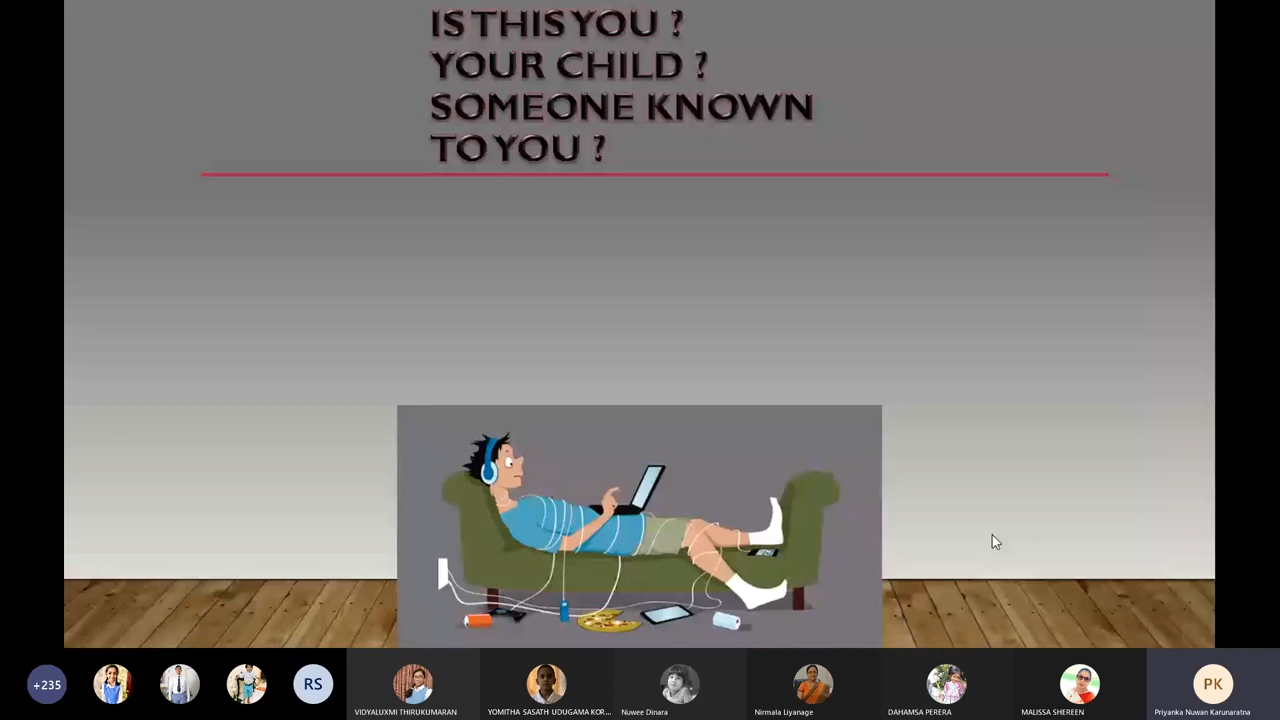 IS THIS YOU ?
YOUR CHILD ?
SOMEONE KNOWN
TO YOU ?
+235
RS
VIDYALUXMI THIRUKUMARAN
YOMITHA SASATH UDUGAMA KOR...
Nuwee Dinara
Nirmala Liyanage
DAHAMSA PERERA
MALISSA SHEREEN
PK
Priyanka Nuwan Karunaratna